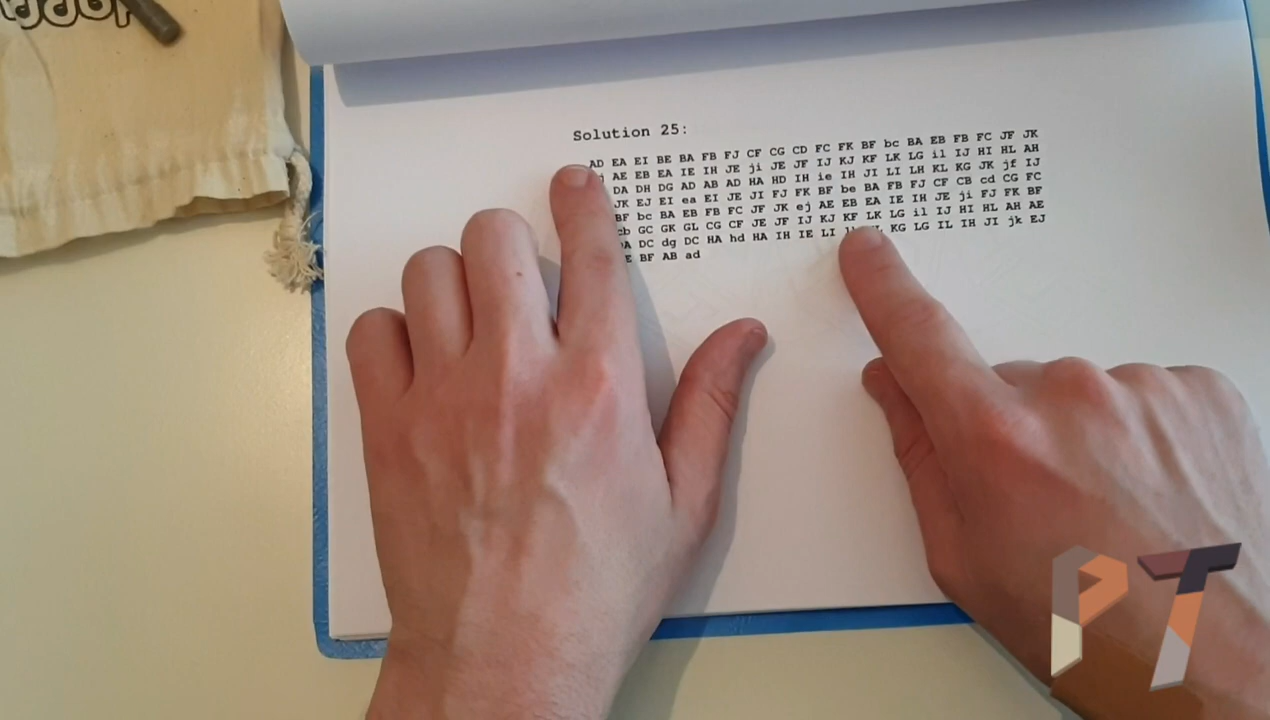 Solution 25:
AD EA EI BE BA FB FJ CF CG CD FC FK BF bc BA EB FB FC JF JK
AE EB EA IE IH JE ji JE JF IJ KJ KF LK LG il IJ HI HL AH
DA DH DG AD AB AD HA HD IH ie IH JI LI LH KL KG JK jf IJ
JK EJ EI ea EI JE JI FJ FK BF be BA FB FJ CF CB cd CG FC
BF bc BA EB FB FC JF JK ej AE EB EA IE IH JE ji FJ FK BF
cb GC GK GL CG CF JE JF IJ KJ KF LK LG il IJ HI HL AH AE
DC dg DC HA hd HA IH IE LI KG LG IL IH JI jk EJ
BF AB ad
PT